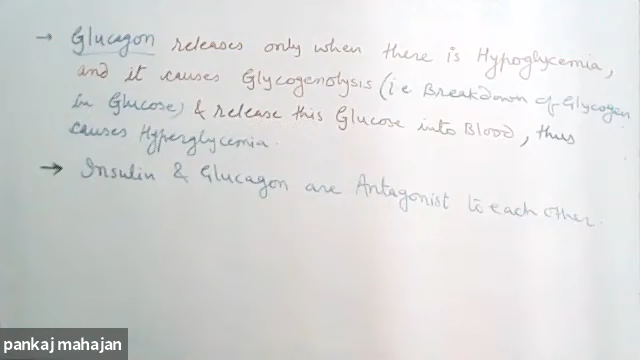 → Glucagon releases only when there is Hypoglycemia,
and it causes Glycogenolysis (i.e Breakdown of Glycogen
in Glucose) & release this Glucose into Blood, thus
causes Hyperglycemia.
→ Insulin & Glucagon are Antagonist to each other.
pankaj mahajan